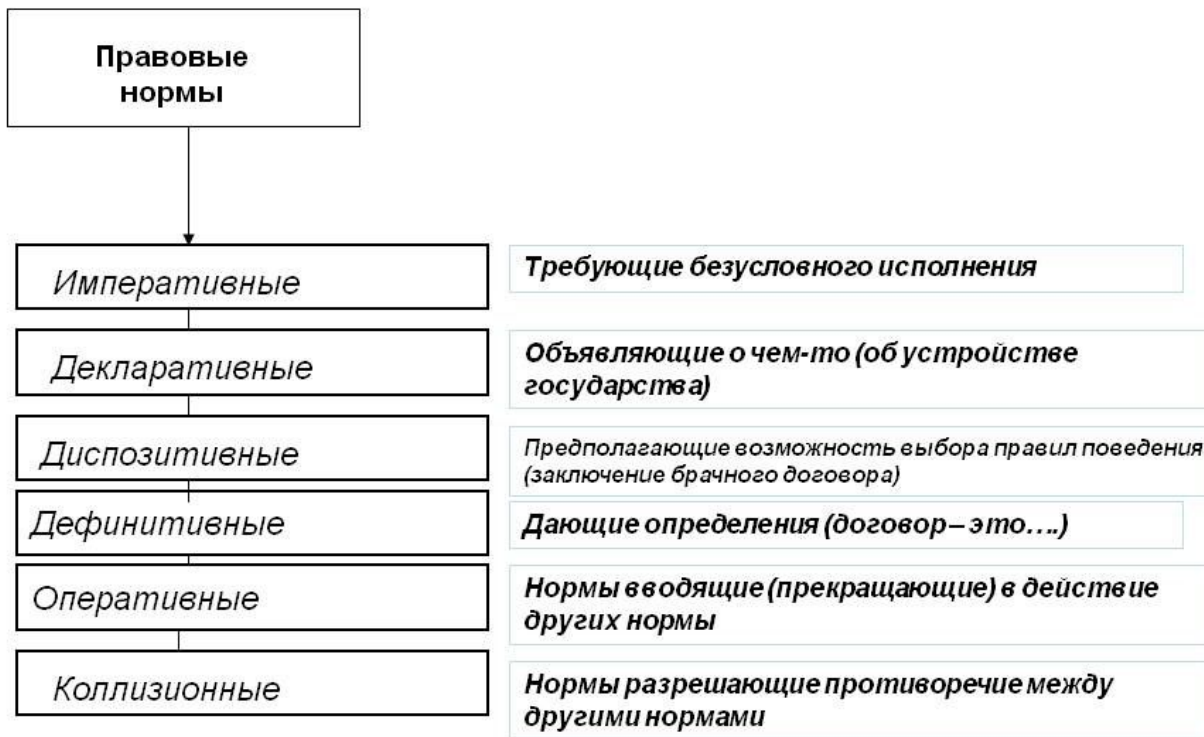 Правовые
нормы
Императивные
Требующие безусловного исполнения
Декларативные
Объявляющие о чем-то (об устройстве
государства)
Диспозитивные
Предполагающие возможность выбора правил поведения
(заключение брачного договора)
Дефинитивные
Дающие определения (договор – это….)
Оперативные
Нормы вводящие (прекращающие) в действие
других нормы
Коллизионные
Нормы разрешающие противоречие между
другими нормами